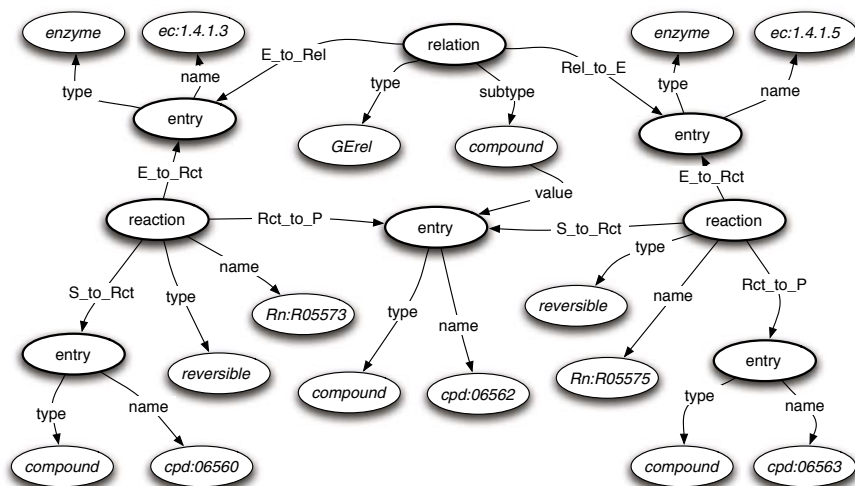 enzyme
ec:1.4.1.3
E_to_Rel
relation
Rel_to_E
enzyme
ec:1.4.1.5
type
name
type
subtype
type
name
entry
GErel
compound
entry
E_to_Rct
value
E_to_Rct
reaction
Rct_to_P
entry
S_to_Rct
reaction
S_to_Rct
type
name
type
name
Rct_to_P
Rn:R05573
reversible
entry
reversible
type
name
Rn:R05575
entry
type
name
compound
cpd:06562
type
name
compound
cpd:06560
compound
cpd:06563